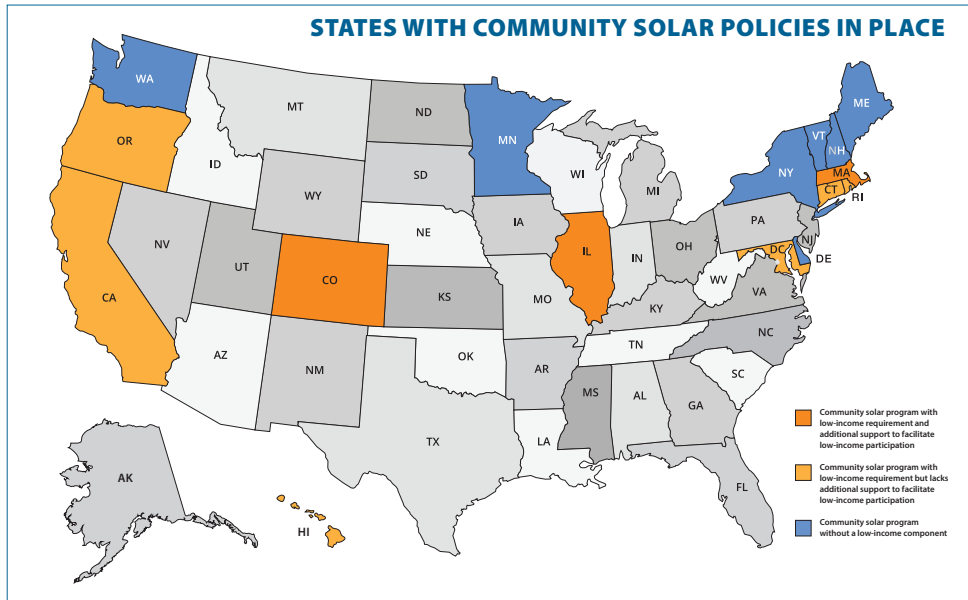 STATES WITH COMMUNITY SOLAR POLICIES IN PLACE
WA
MT
ND
MN
ME
VT
NH
OR
ID
WI
NY
MA
SD
MI
CT
RI
WY
IA
PA
NE
NJ
NV
OH
DC
IL
IN
DE
UT
CO
WV
CA
KS
MO
VA
KY
NC
TN
AZ
OK
NM
AR
SC
MS
AL
GA
TX
LA
AK
FL
HI
Community solar program with
low-income requirement and
additional support to facilitate
low-income participation
Community solar program with
low-income requirement but lacks
additional support to facilitate
low-income participation
Community solar program
without a low-income component